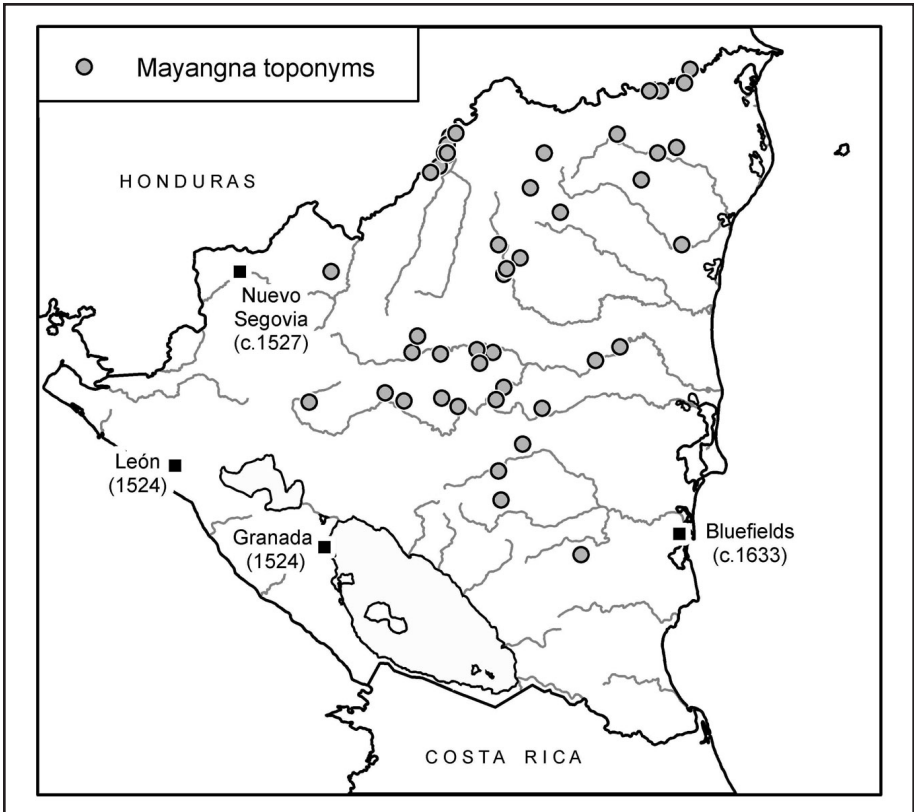 Mayangna toponyms
HONDURAS
Nuevo
Segovia
(c.1527)
León
(1524)
Granada
(1524)
Bluefields
(c.1633)
COSTA RICA